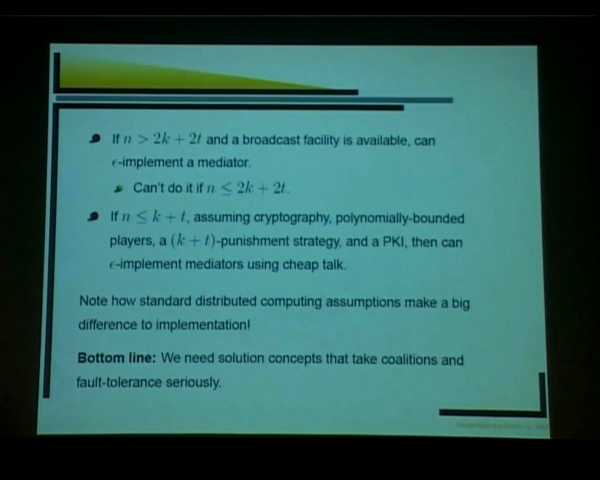 If n > 2k + 2t and a broadcast facility is available, can
ϵ-implement a mediator.
Can't do it if n ≤ 2k + 2t.
If n ≤ k + t, assuming cryptography, polynomially-bounded
players, a (k + t)-punishment strategy, and a PKI, then can
ϵ-implement mediators using cheap talk.
Note how standard distributed computing assumptions make a big
difference to implementation!
Bottom line: We need solution concepts that take coalitions and
fault-tolerance seriously.